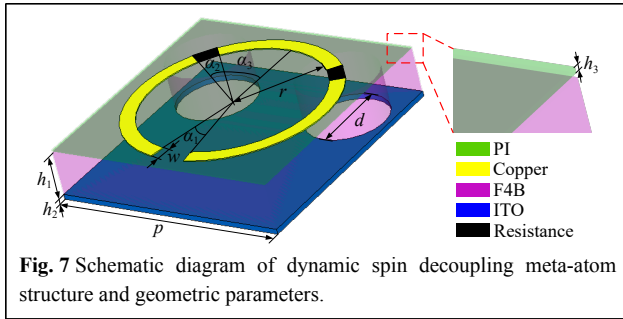 α₂
α₃
r
h₃
d
α₁
w
h₁
h₂
p
PI
Copper
F4B
ITO
Resistance
Fig. 7 Schematic diagram of dynamic spin decoupling meta-atom
structure and geometric parameters.